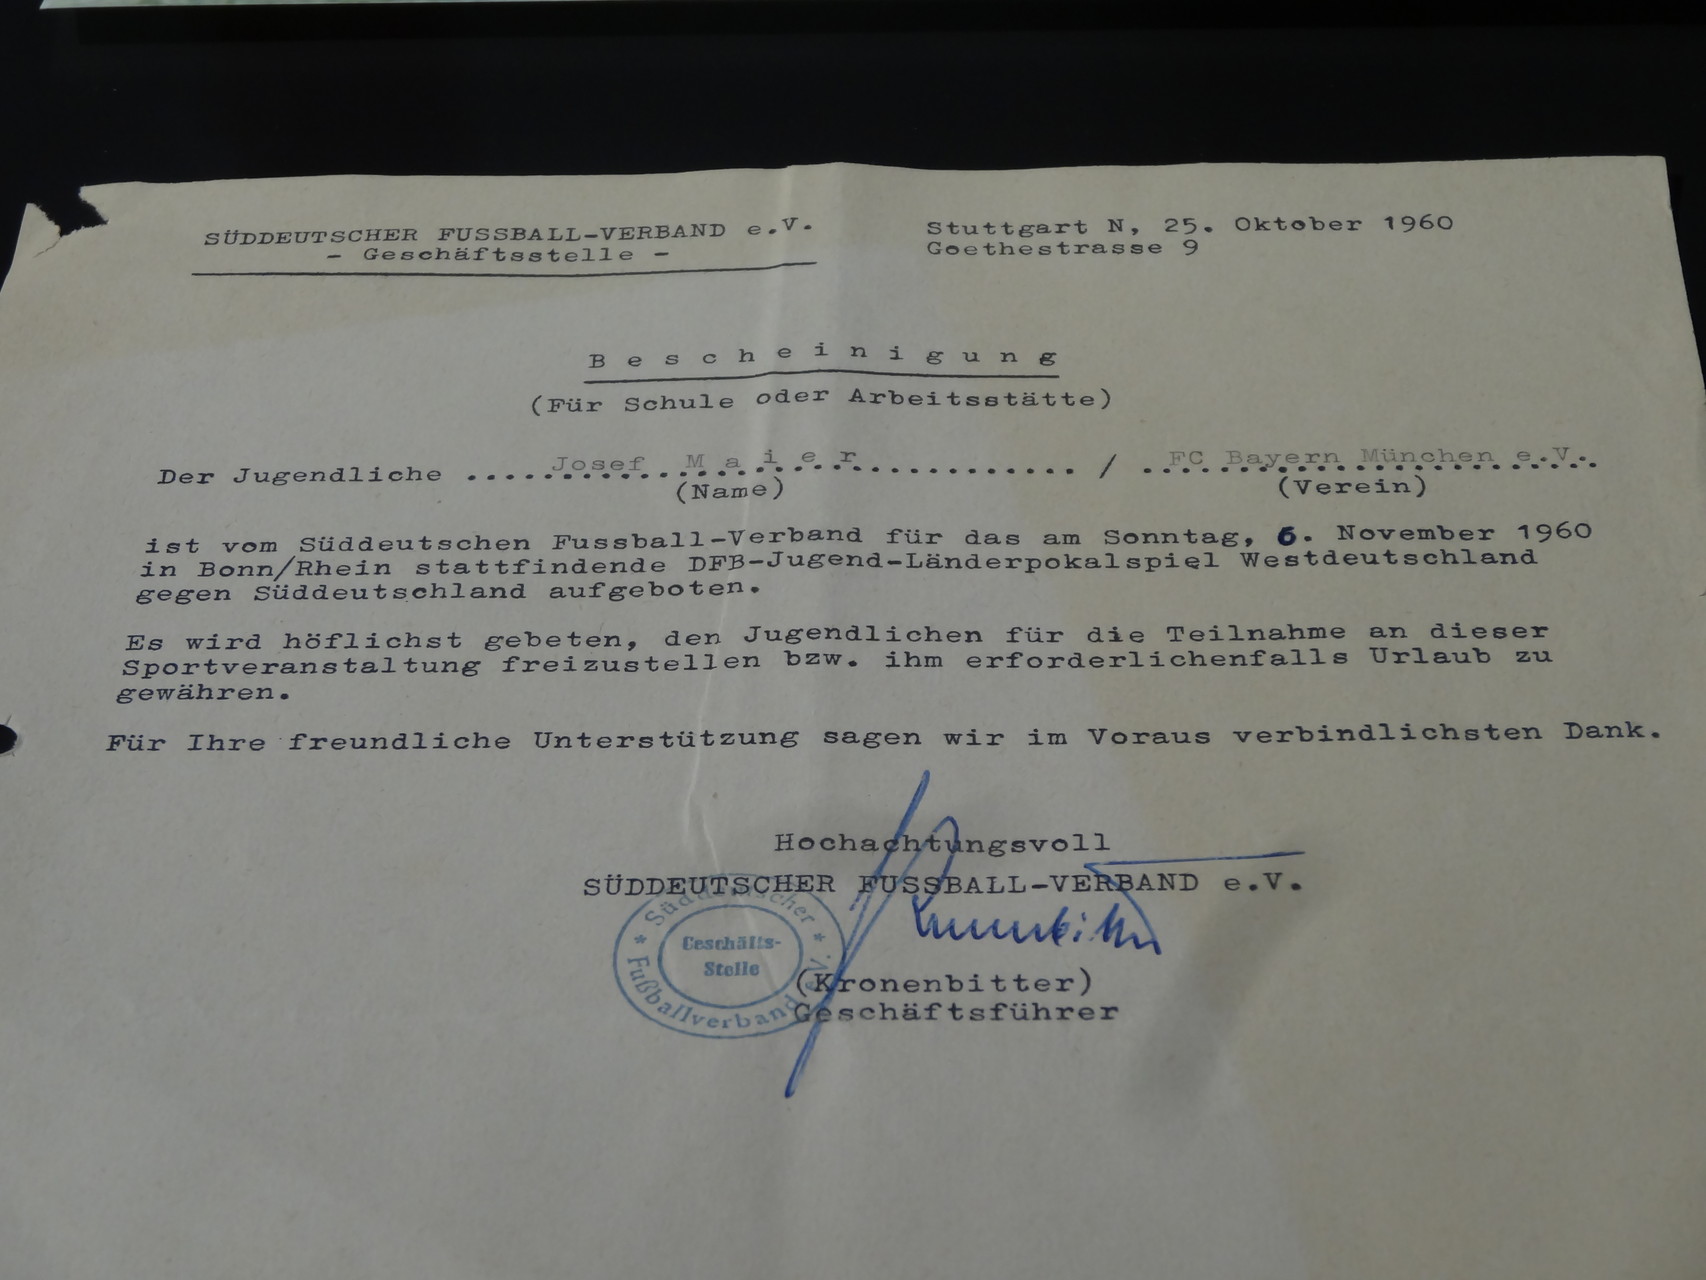 SÜDDEUTSCHER FUSSBALL-VERBAND e.V.
- Geschäftsstelle -
Stuttgart N, 25. Oktober 1960
Goethestrasse 9
Bescheinigung
(Für Schule oder Arbeitsstätte)
Der Jugendliche .....Josef Maier............ / ..FC Bayern München e.V..
(Name) (Verein)
ist vom Süddeutschen Fussball-Verband für das am Sonntag, 6. November 1960
in Bonn/Rhein stattfindende DFB-Jugend-Länderpokalspiel Westdeutschland
gegen Süddeutschland aufgeboten.
Es wird höflichst gebeten, den Jugendlichen für die Teilnahme an dieser
Sportveranstaltung freizustellen bzw. ihm erforderlichenfalls Urlaub zu
gewähren.
Für Ihre freundliche Unterstützung sagen wir im Voraus verbindlichsten Dank.
Hochachtungsvoll
SÜDDEUTSCHER FUSSBALL-VERBAND e.V.
Kronenbitter
(Kronenbitter)
Geschäftsführer
* Süddeutscher *
Fußballverband e.V.
Geschäfts-
Stelle